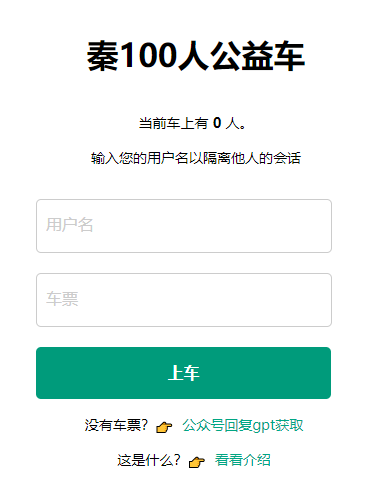 秦100人公益车
当前车上有 0 人。
输入您的用户名以隔离他人的会话
用户名
车票
上车
没有车票？👉 公众号回复gpt获取
这是什么？👉 看看介绍